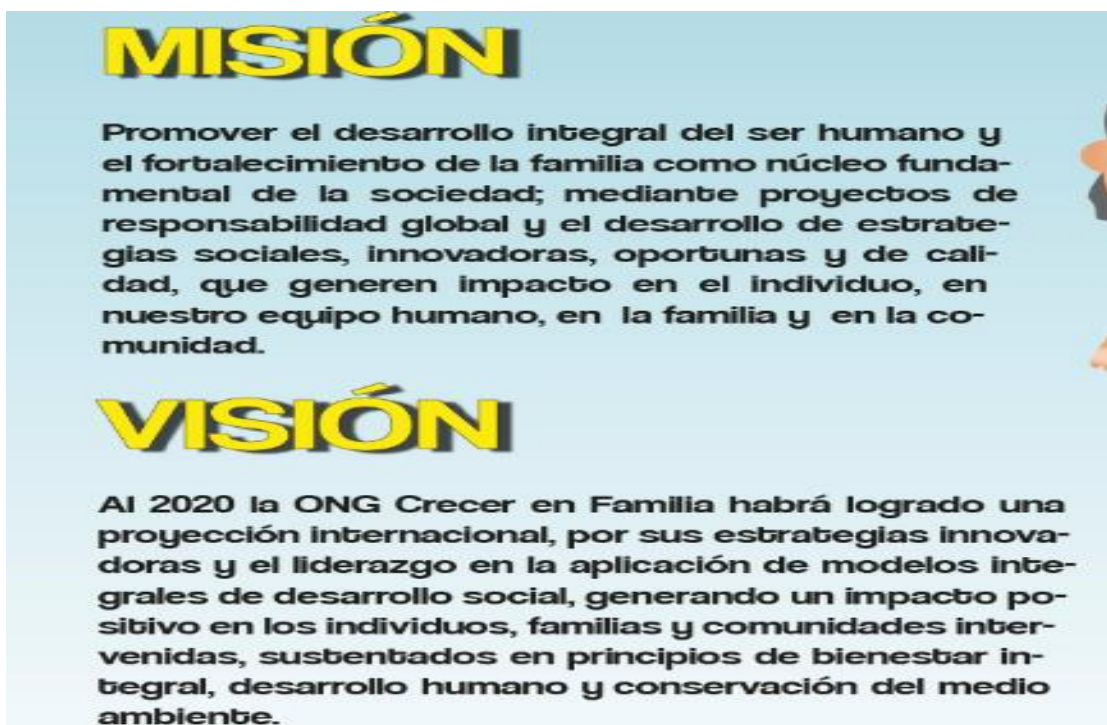 MISIÓN
Promover el desarrollo integral del ser humano y
el fortalecimiento de la familia como núcleo funda-
mental de la sociedad; mediante proyectos de
responsabilidad global y el desarrollo de estrate-
gias sociales, innovadoras, oportunas y de cali-
dad, que generen impacto en el individuo, en
nuestro equipo humano, en la familia y en la co-
munidad.
VISIÓN
Al 2020 la ONG Crecer en Familia habrá logrado una
proyección internacional, por sus estrategias innova-
doras y el liderazgo en la aplicación de modelos inte-
grales de desarrollo social, generando un impacto po-
sitivo en los individuos, familias y comunidades inter-
venidas, sustentados en principios de bienestar in-
tegral, desarrollo humano y conservación del medio
ambiente.